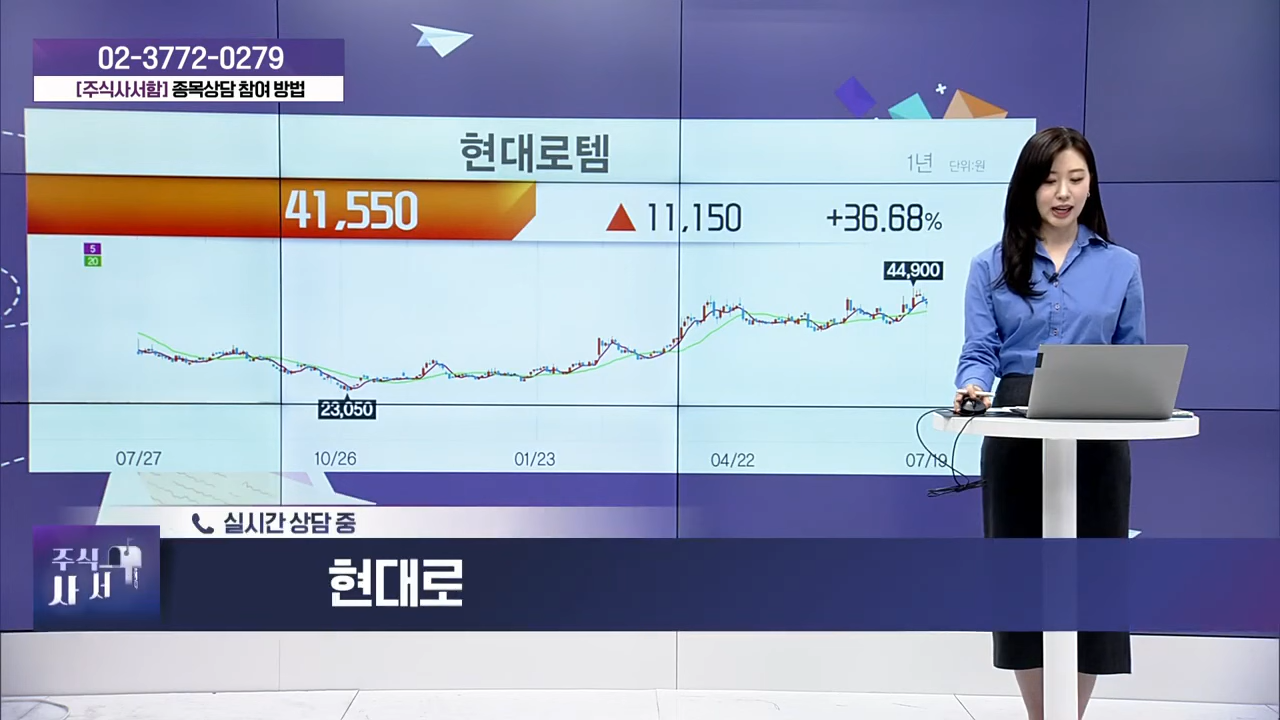 02-3772-0279
[주식사서함] 종목상담 참여 방법
현대로템
1년 단위:원
41,550 ▲ 11,150 +36.68%
5
20
44,900
23,050
07/27 10/26 01/23 04/22 07/19
실시간 상담 중
주식
사서
현대로